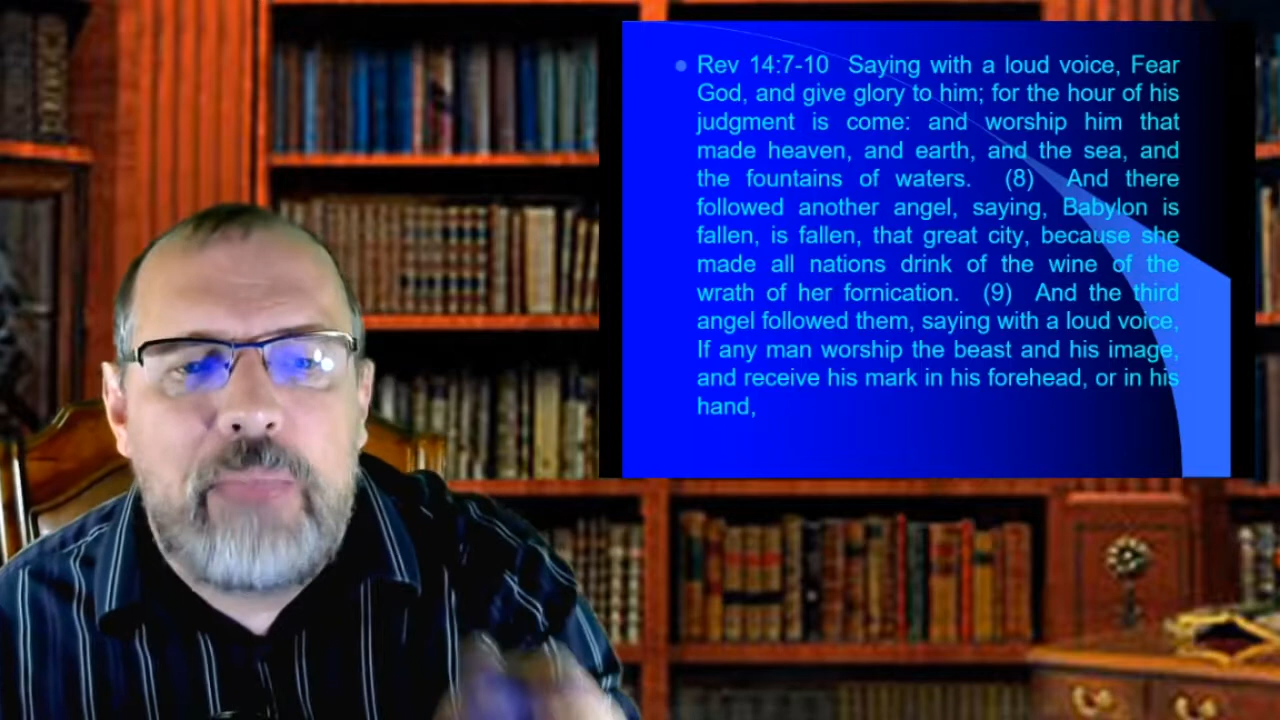 Rev 14:7-10 Saying with a loud voice, Fear
God, and give glory to him; for the hour of his
judgment is come: and worship him that
made heaven, and earth, and the sea, and
the fountains of waters. (8) And there
followed another angel, saying, Babylon is
fallen, is fallen, that great city, because she
made all nations drink of the wine of the
wrath of her fornication. (9) And the third
angel followed them, saying with a loud voice,
If any man worship the beast and his image,
and receive his mark in his forehead, or in his
hand,